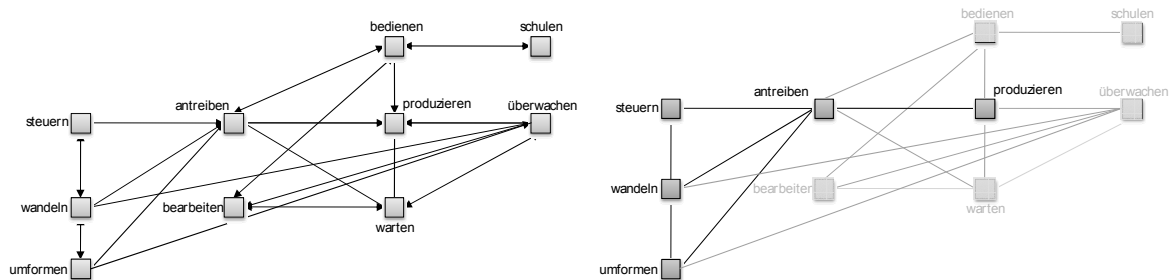 bedienen
schulen
antreiben
produzieren
überwachen
steuern
wandeln
bearbeiten
warten
umformen
bedienen
schulen
antreiben
produzieren
überwachen
steuern
wandeln
bearbeiten
warten
umformen